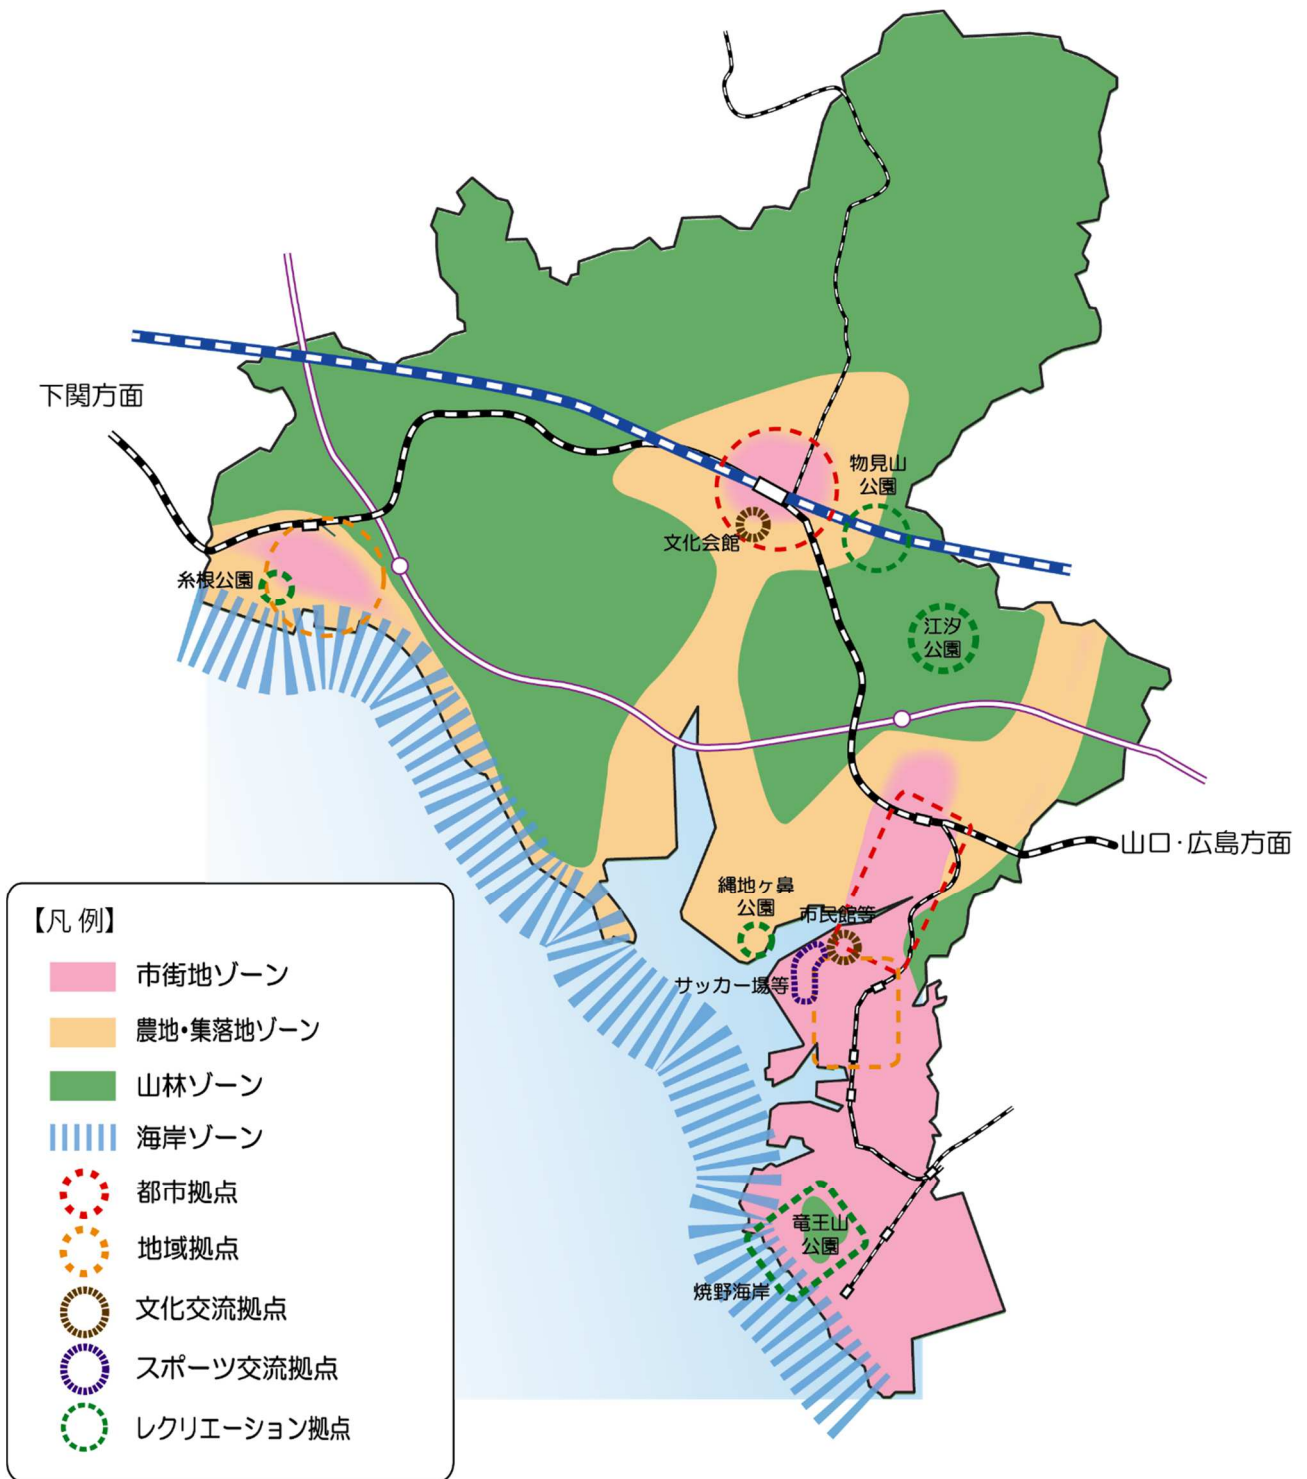 下関方面
物見山
公園
文化会館
糸根公園
江汐
公園
山口・広島方面
縄地ヶ鼻
公園
市民館等
サッカー場等
竜王山
公園
焼野海岸
【凡 例】
市街地ゾーン
農地・集落地ゾーン
山林ゾーン
海岸ゾーン
都市拠点
地域拠点
文化交流拠点
スポーツ交流拠点
レクリエーション拠点